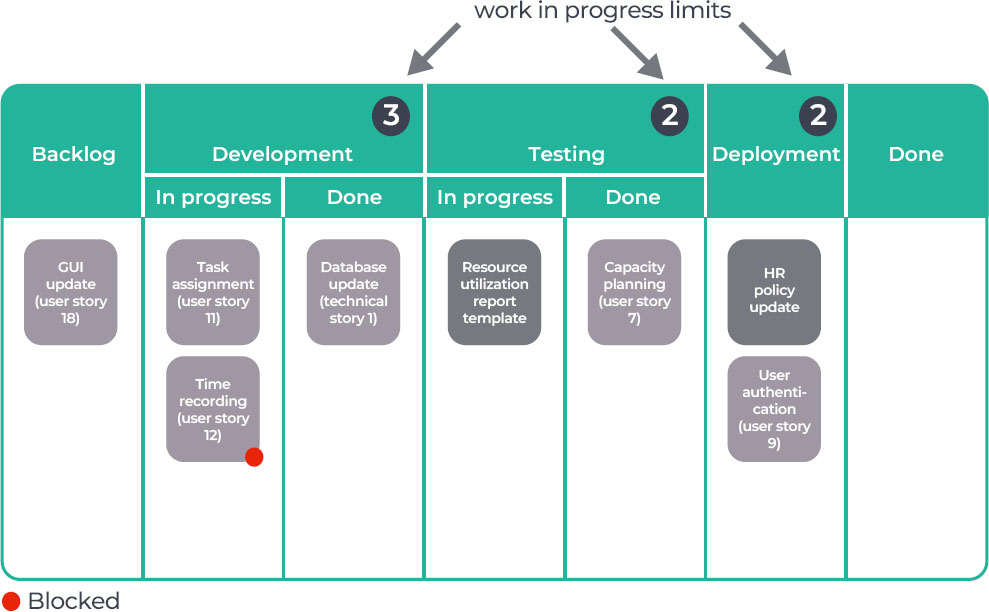 work in progress limits
3
2
2
Backlog
Development
Testing
Deployment
Done
In progress
Done
In progress
Done
GUI
update
(user story
18)
Task
assignment
(user story
11)
Database
update
(technical
story 1)
Resource
utilization
report
template
Capacity
planning
(user story
7)
HR
policy
update
Time
recording
(user story
12)
User
authenti-
cation
(user story
9)
Blocked